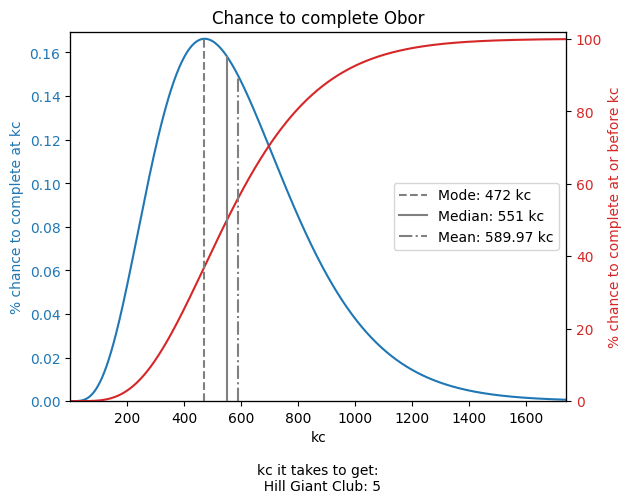 Chance to complete Obor
% chance to complete at kc
0.16
0.14
0.12
0.10
0.08
0.06
0.04
0.02
0.00
100
80
60
40
20
0
% chance to complete at or before kc
Mode: 472 kc
Median: 551 kc
Mean: 589.97 kc
200 400 600 800 1000 1200 1400 1600
kc
kc it takes to get:
Hill Giant Club: 5